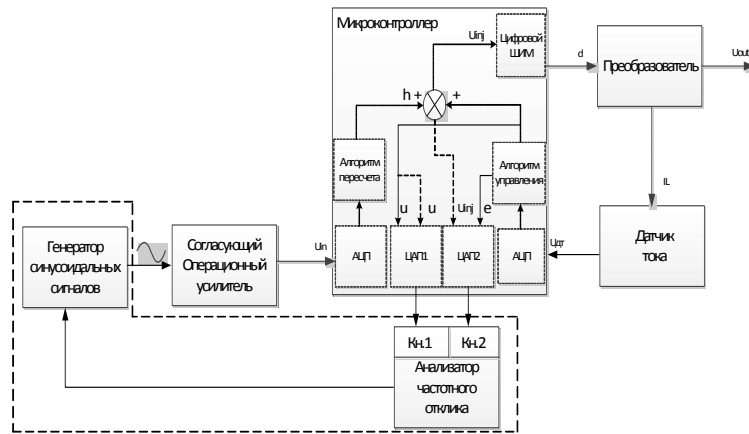 Микроконтроллер
Uinj
Цифровой
ШИМ
d
Преобразователь
Uout
h +
+
Алгоритм
пересчета
Алгоритм
управления
IL
u
u
Uinj
e
Генератор
синусоидальных
сигналов
Согласующий
Операционный
усилитель
Uin
АЦП
ЦАП1
ЦАП2
АЦП
Uдт
Датчик
тока
Кн.1
Кн.2
Анализатор
частотного
отклика